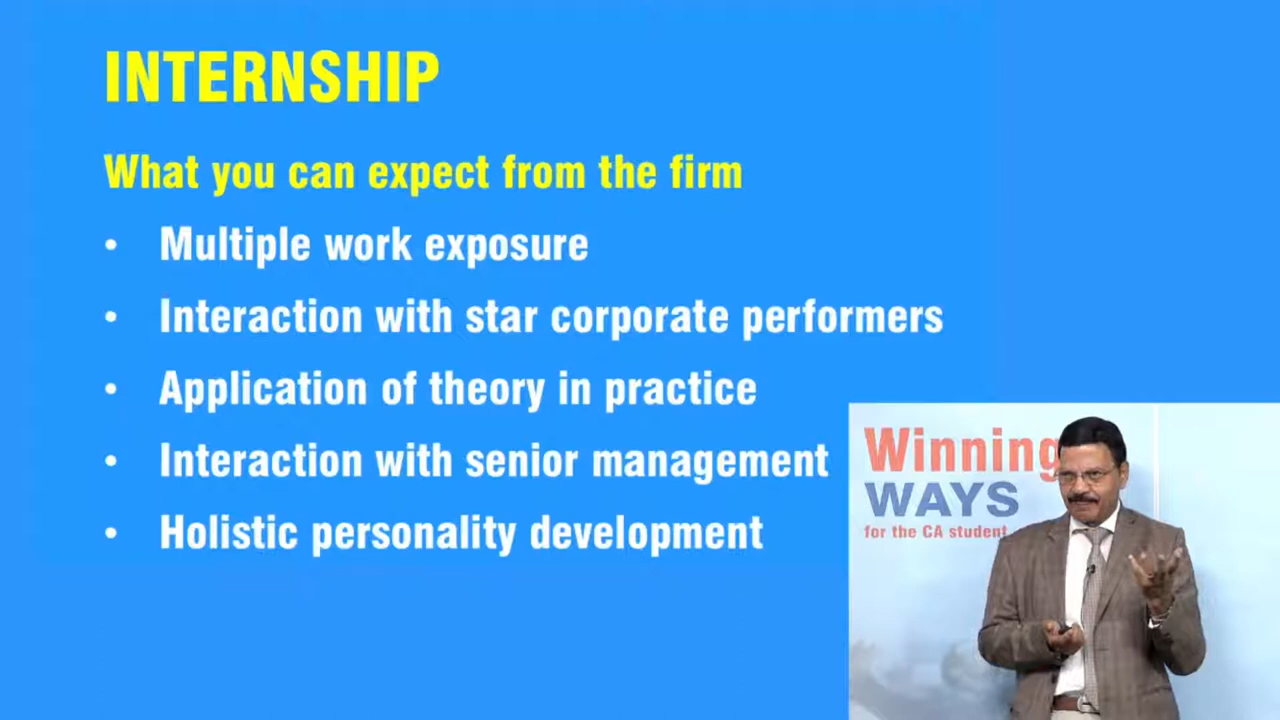 INTERNSHIP
What you can expect from the firm
• Multiple work exposure
• Interaction with star corporate performers
• Application of theory in practice
• Interaction with senior management
• Holistic personality development
Winning
WAYS
for the CA student